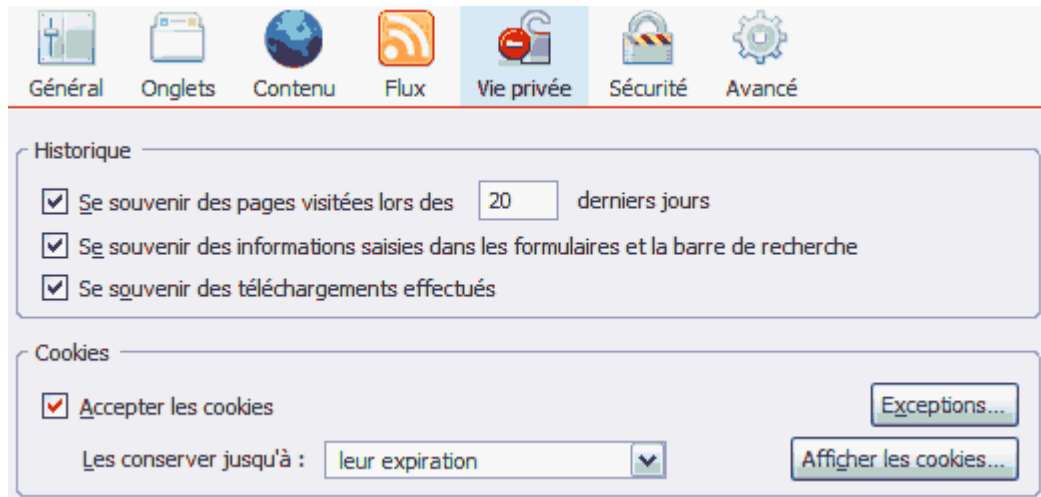 Général Onglets Contenu Flux Vie privée Sécurité Avancé
Historique
Se souvenir des pages visitées lors des 20 derniers jours
Se souvenir des informations saisies dans les formulaires et la barre de recherche
Se souvenir des téléchargements effectués
Cookies
Accepter les cookies Exceptions...
Les conserver jusqu'à : leur expiration Afficher les cookies...